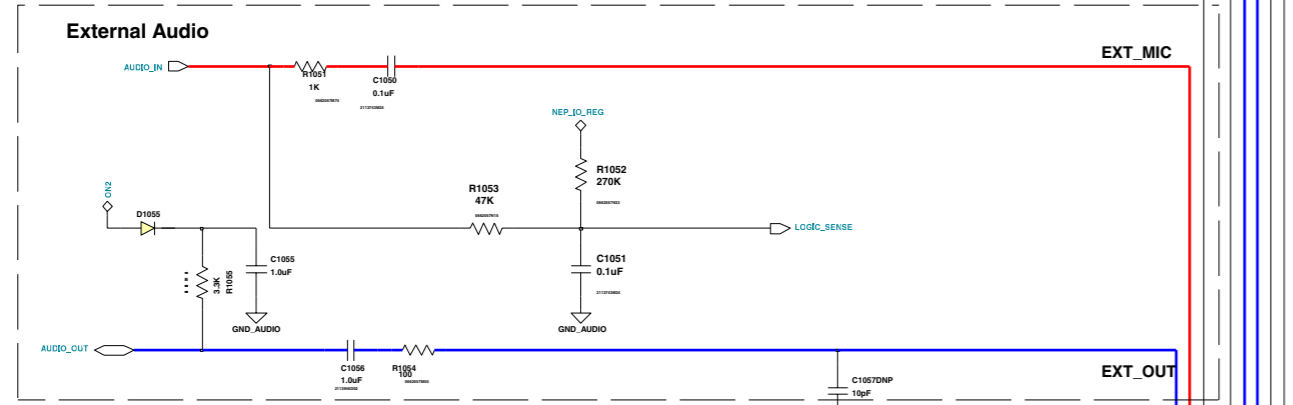 External Audio
EXT_MIC
AUDIO_IN
R1051
1K
C1050
0.1uF
NEP_IO_REG
R1052
270K
R1053
47K
ON2
D1055
LOGIC_SENSE
C1055
1.0uF
3.3K
R1055
C1051
0.1uF
GND_AUDIO
GND_AUDIO
AUDIO_OUT
C1056
1.0uF
R1054
100
EXT_OUT
C1057DNP
10pF